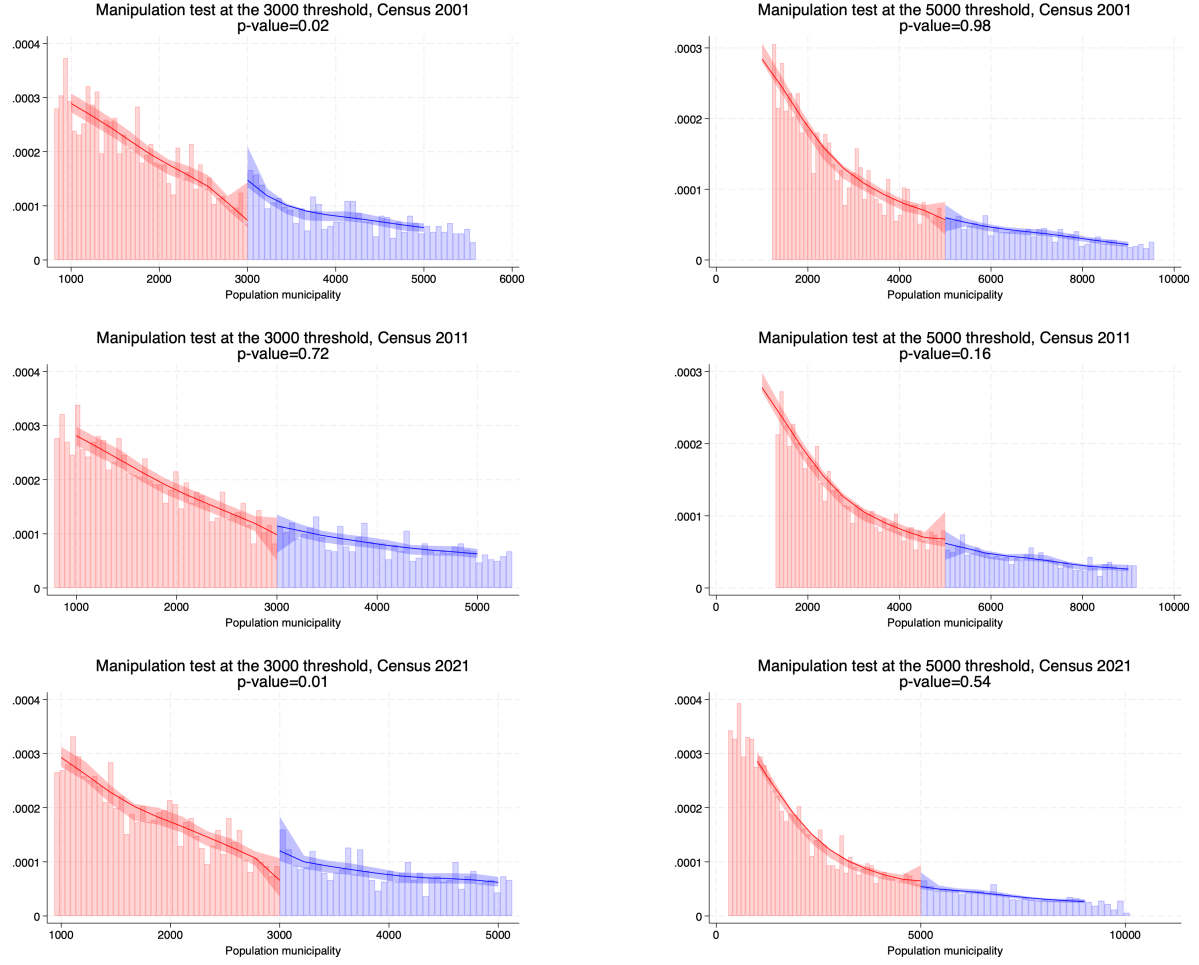 Manipulation test at the 3000 threshold, Census 2001
p-value=0.02
.0004
.0003
.0002
.0001
0
1000 2000 3000 4000 5000 6000
Population municipality
Manipulation test at the 5000 threshold, Census 2001
p-value=0.98
.0003
.0002
.0001
0
0 2000 4000 6000 8000 10000
Population municipality
Manipulation test at the 3000 threshold, Census 2011
p-value=0.72
.0004
.0003
.0002
.0001
0
1000 2000 3000 4000 5000
Population municipality
Manipulation test at the 5000 threshold, Census 2011
p-value=0.16
.0003
.0002
.0001
0
0 2000 4000 6000 8000 10000
Population municipality
Manipulation test at the 3000 threshold, Census 2021
p-value=0.01
.0004
.0003
.0002
.0001
0
1000 2000 3000 4000 5000
Population municipality
Manipulation test at the 5000 threshold, Census 2021
p-value=0.54
.0004
.0003
.0002
.0001
0
0 5000 10000
Population municipality